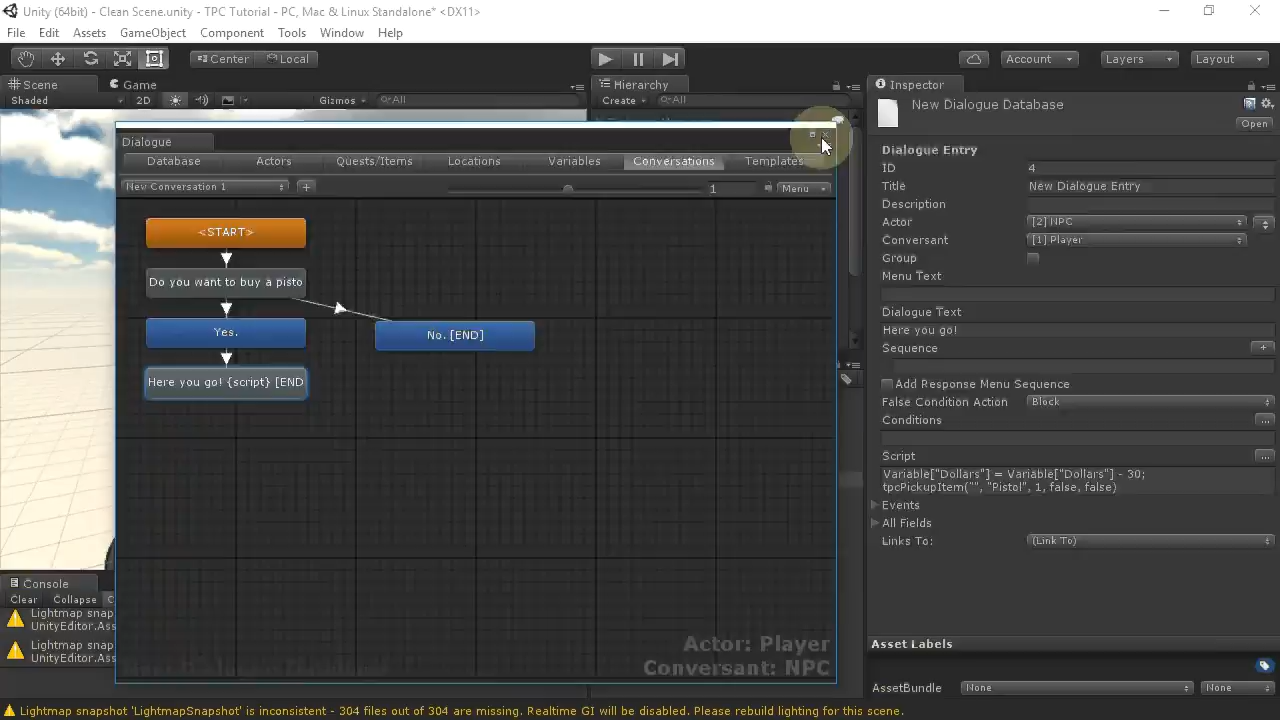 Unity (64bit) - Clean Scene.unity - TPC Tutorial - PC, Mac & Linux Standalone* <DX11>
File Edit Assets GameObject Component Tools Window Help
Center Local Account Layers Layout
Scene Game Hierarchy Inspector
Shaded 2D Gizmos All Create All
New Dialogue Database
Open
Dialogue
Database Actors Quests/Items Locations Variables Conversations Templates
New Conversation 1 + 1 Menu
<START>
Do you want to buy a pisto
Yes.
No. [END]
Here you go! {script} [END
Actor: Player
Conversant: NPC
Dialogue Entry
ID 4
Title New Dialogue Entry
Description
Actor [2] NPC
Conversant [1] Player
Group
Menu Text
Dialogue Text
Here you go!
Sequence +
Add Response Menu Sequence
False Condition Action Block
Conditions ...
Script ...
Variable["Dollars"] = Variable["Dollars"] - 30;
tpcPickupItem("", "Pistol", 1, false, false)
Events
All Fields
Links To: (Link To)
Asset Labels
AssetBundle None None
Console
Clear Collapse C
Lightmap snap
UnityEditor.Ass
Lightmap snap
UnityEditor.Ass
Lightmap snapshot 'LightmapSnapshot' is inconsistent - 304 files out of 304 are missing. Realtime GI will be disabled. Please rebuild lighting for this scene.